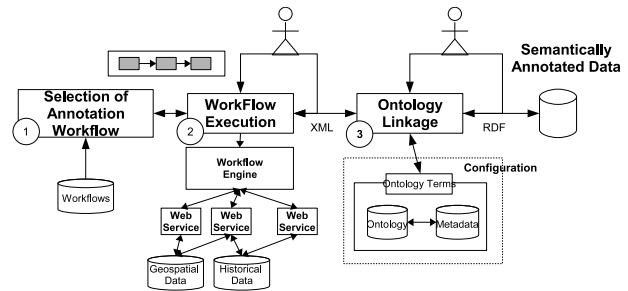 Semantically
Annotated Data
1
Selection of
Annotation
Workflow
2
WorkFlow
Execution
XML
3
Ontology
Linkage
RDF
Workflows
Workflow
Engine
Web
Service
Web
Service
Web
Service
Geospatial
Data
Historical
Data
Configuration
Ontology Terms
Ontology
Metadata